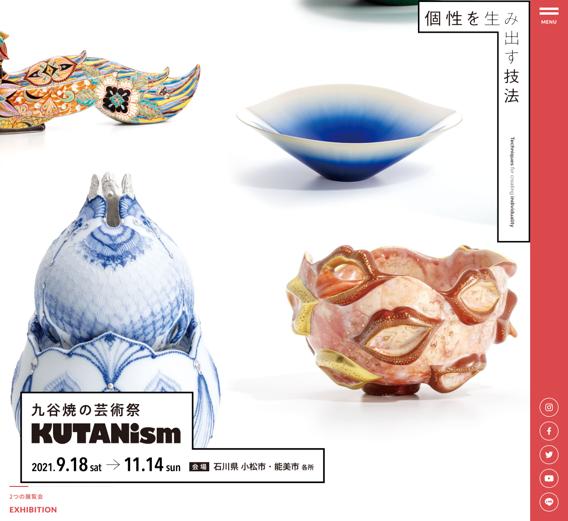 個性を生み出す技法
Techniques for creating individuality
MENU
九谷焼の芸術祭
KUTANism
2021.9.18 sat → 11.14 sun
会場 石川県 小松市・能美市 各所
2つの展覧会
EXHIBITION